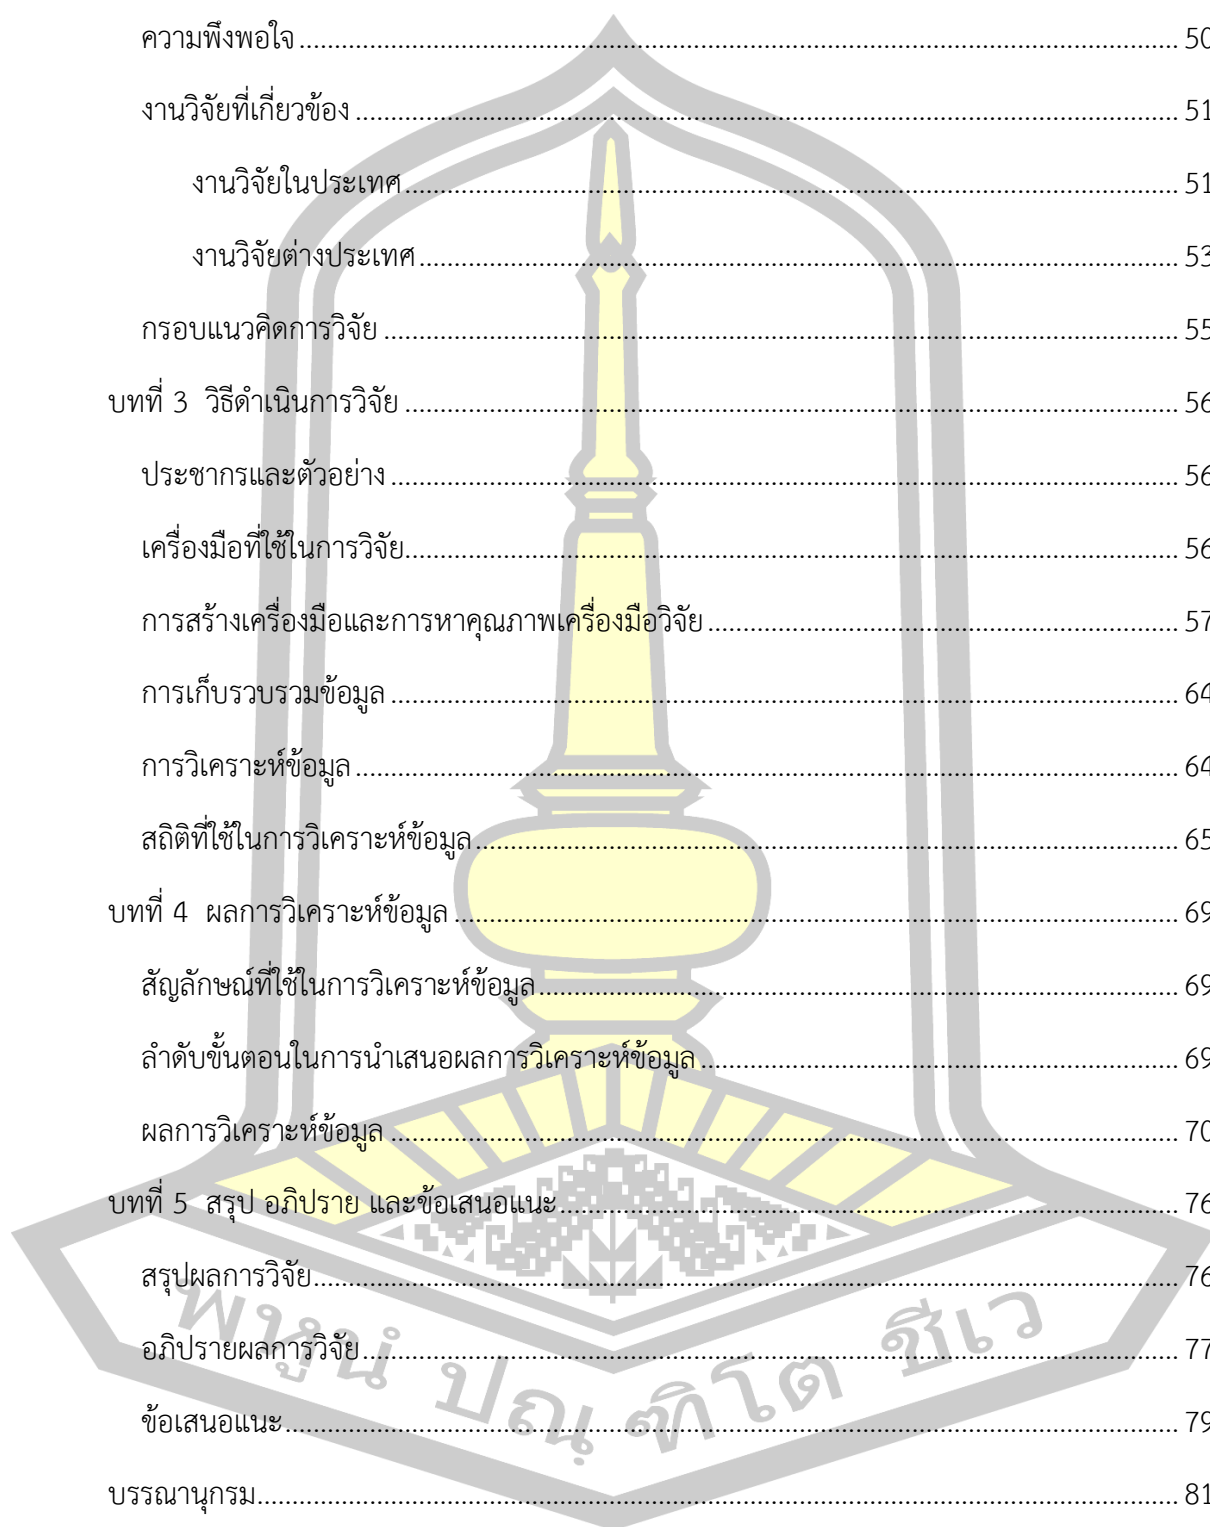 ความพึงพอใจ .......... 50
งานวิจัยที่เกี่ยวข้อง .......... 51
งานวิจัยในประเทศ .......... 51
งานวิจัยต่างประเทศ .......... 53
กรอบแนวคิดการวิจัย .......... 55
บทที่ 3 วิธีดำเนินการวิจัย .......... 56
ประชากรและตัวอย่าง .......... 56
เครื่องมือที่ใช้ในการวิจัย .......... 56
การสร้างเครื่องมือและการหาคุณภาพเครื่องมือวิจัย .......... 57
การเก็บรวบรวมข้อมูล .......... 64
การวิเคราะห์ข้อมูล .......... 64
สถิติที่ใช้ในการวิเคราะห์ข้อมูล .......... 65
บทที่ 4 ผลการวิเคราะห์ข้อมูล .......... 69
สัญลักษณ์ที่ใช้ในการวิเคราะห์ข้อมูล .......... 69
ลำดับขั้นตอนในการนำเสนอผลการวิเคราะห์ข้อมูล .......... 69
ผลการวิเคราะห์ข้อมูล .......... 70
บทที่ 5 สรุป อภิปราย และข้อเสนอแนะ .......... 76
สรุปผลการวิจัย .......... 76
อภิปรายผลการวิจัย .......... 77
ข้อเสนอแนะ .......... 79
บรรณานุกรม .......... 81
พหูนํ ปณฺฑิโต ชีเว